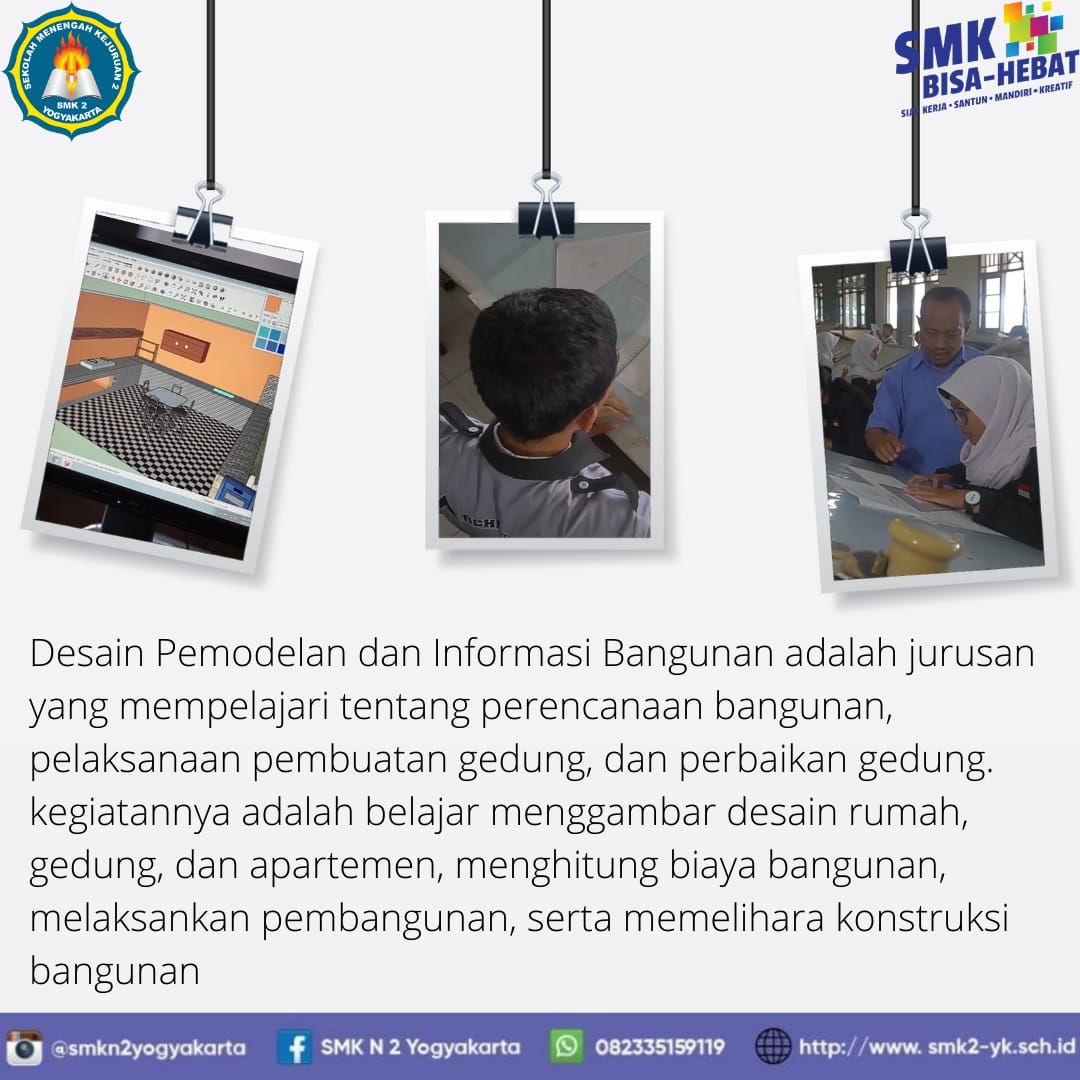 SEKOLAH MENENGAH KEJURUAN 2
SMK 2
YOGYAKARTA
SMK
BISA-HEBAT
KERJA • SANTUN • MANDIRI • KREATIF
Desain Pemodelan dan Informasi Bangunan adalah jurusan
yang mempelajari tentang perencanaan bangunan,
pelaksanaan pembuatan gedung, dan perbaikan gedung.
kegiatannya adalah belajar menggambar desain rumah,
gedung, dan apartemen, menghitung biaya bangunan,
melaksankan pembangunan, serta memelihara konstruksi
bangunan
@smkn2yogyakarta
SMK N 2 Yogyakarta
082335159119
http://www. smk2-yk.sch.id